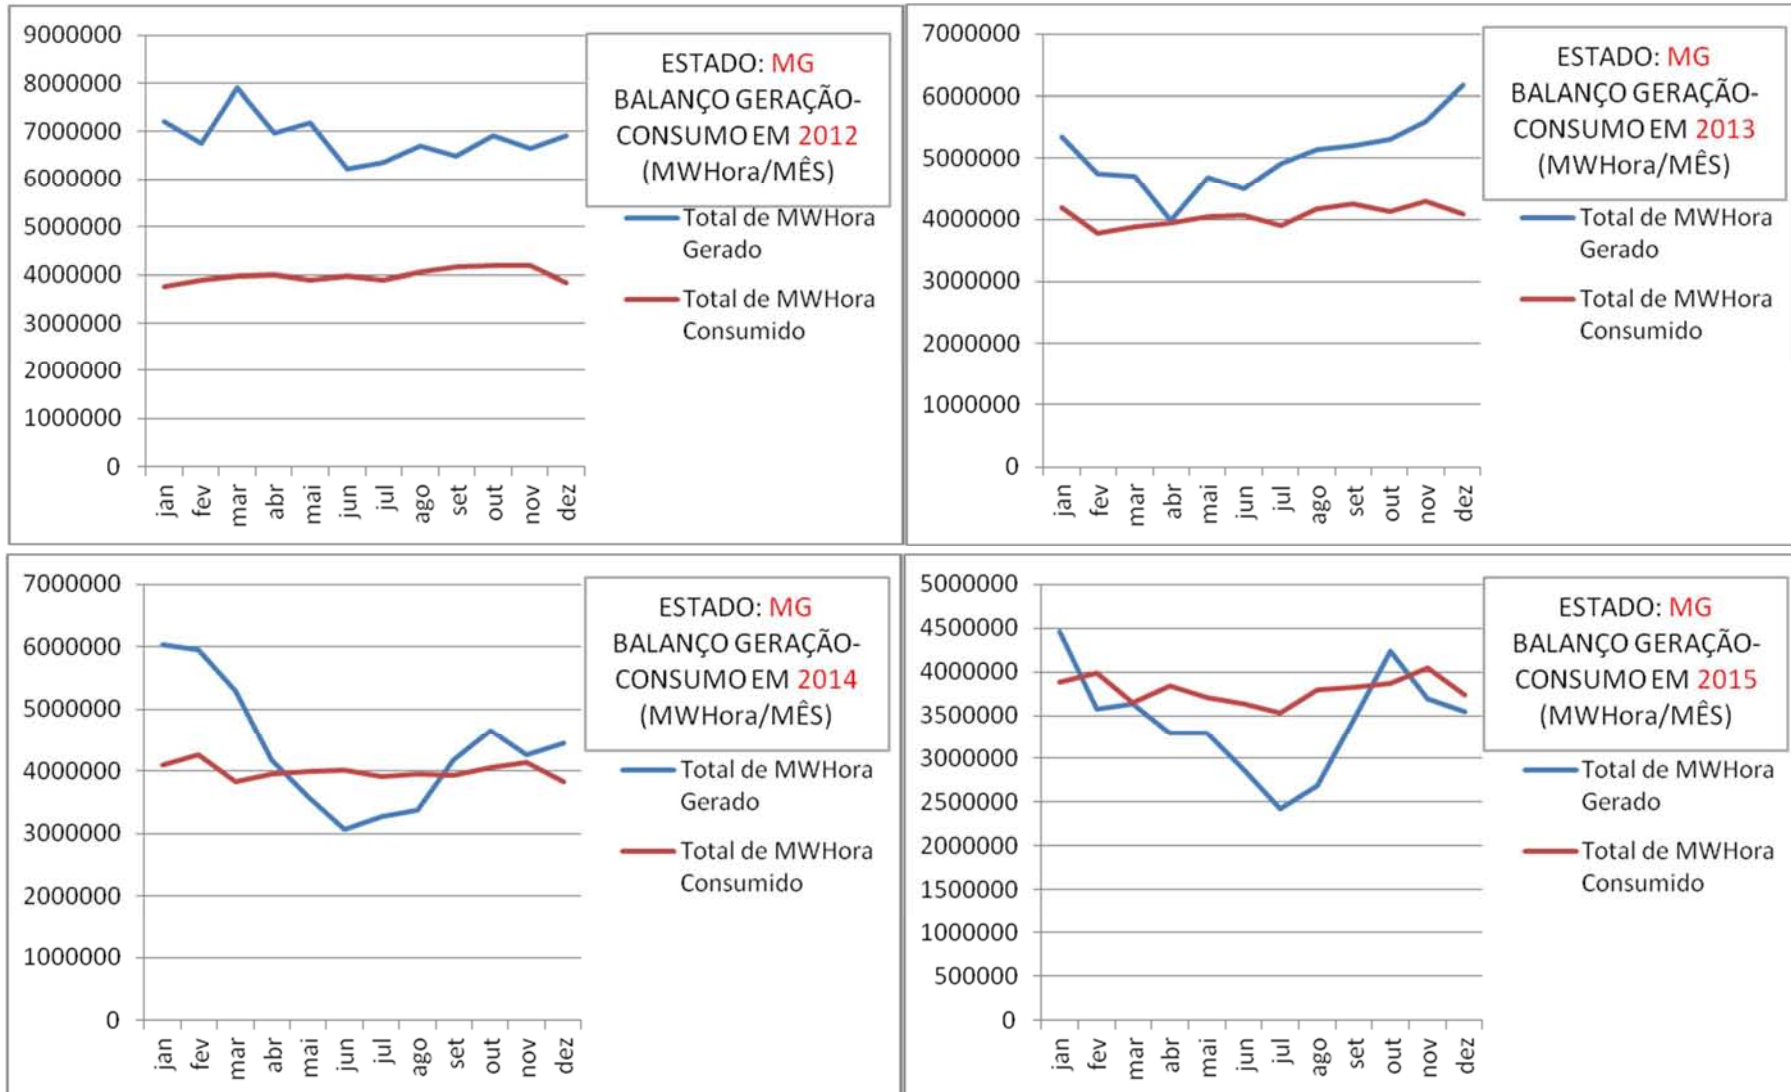 9000000
8000000
7000000
6000000
5000000
4000000
3000000
2000000
1000000
0
jan
fev
mar
abr
mai
jun
jul
ago
set
out
nov
dez
ESTADO: MG
BALANÇO GERAÇÃO-
CONSUMO EM 2012
(MWHora/MÊS)
Total de MWHora
Gerado
Total de MWHora
Consumido
7000000
6000000
5000000
4000000
3000000
2000000
1000000
0
jan
fev
mar
abr
mai
jun
jul
ago
set
out
nov
dez
ESTADO: MG
BALANÇO GERAÇÃO-
CONSUMO EM 2013
(MWHora/MÊS)
Total de MWHora
Gerado
Total de MWHora
Consumido
7000000
6000000
5000000
4000000
3000000
2000000
1000000
0
jan
fev
mar
abr
mai
jun
jul
ago
set
out
nov
dez
ESTADO: MG
BALANÇO GERAÇÃO-
CONSUMO EM 2014
(MWHora/MÊS)
Total de MWHora
Gerado
Total de MWHora
Consumido
5000000
4500000
4000000
3500000
3000000
2500000
2000000
1500000
1000000
500000
0
jan
fev
mar
abr
mai
jun
jul
ago
set
out
nov
dez
ESTADO: MG
BALANÇO GERAÇÃO-
CONSUMO EM 2015
(MWHora/MÊS)
Total de MWHora
Gerado
Total de MWHora
Consumido